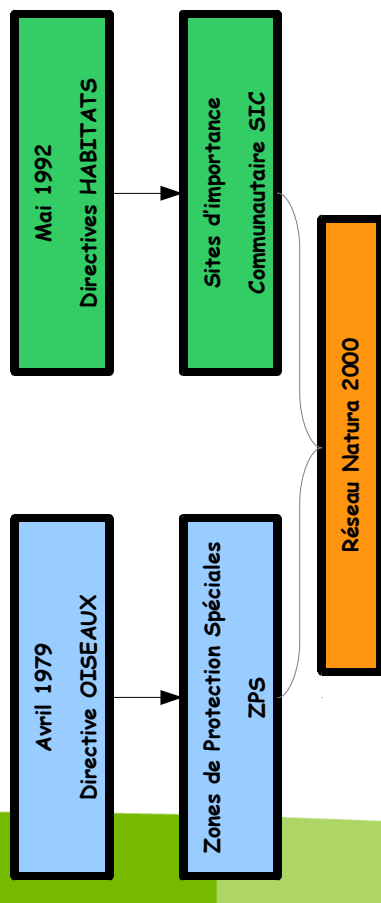 Avril 1979
Directive OISEAUX
Mai 1992
Directives HABITATS
Zones de Protection Spéciales
ZPS
Sites d'importance
Communautaire SIC
Réseau Natura 2000